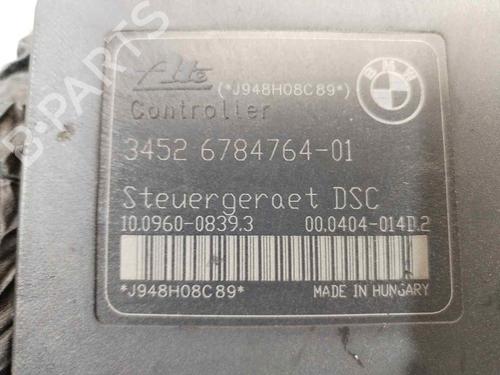 Ate (*J948H08C89*)
BMW
Controller
3452 6784764-01
Steuergeraet DSC
10.0960-0839.3 00.0404-014D.2
*J948H08C89*
MADE IN HUNGARY
B-PARTS